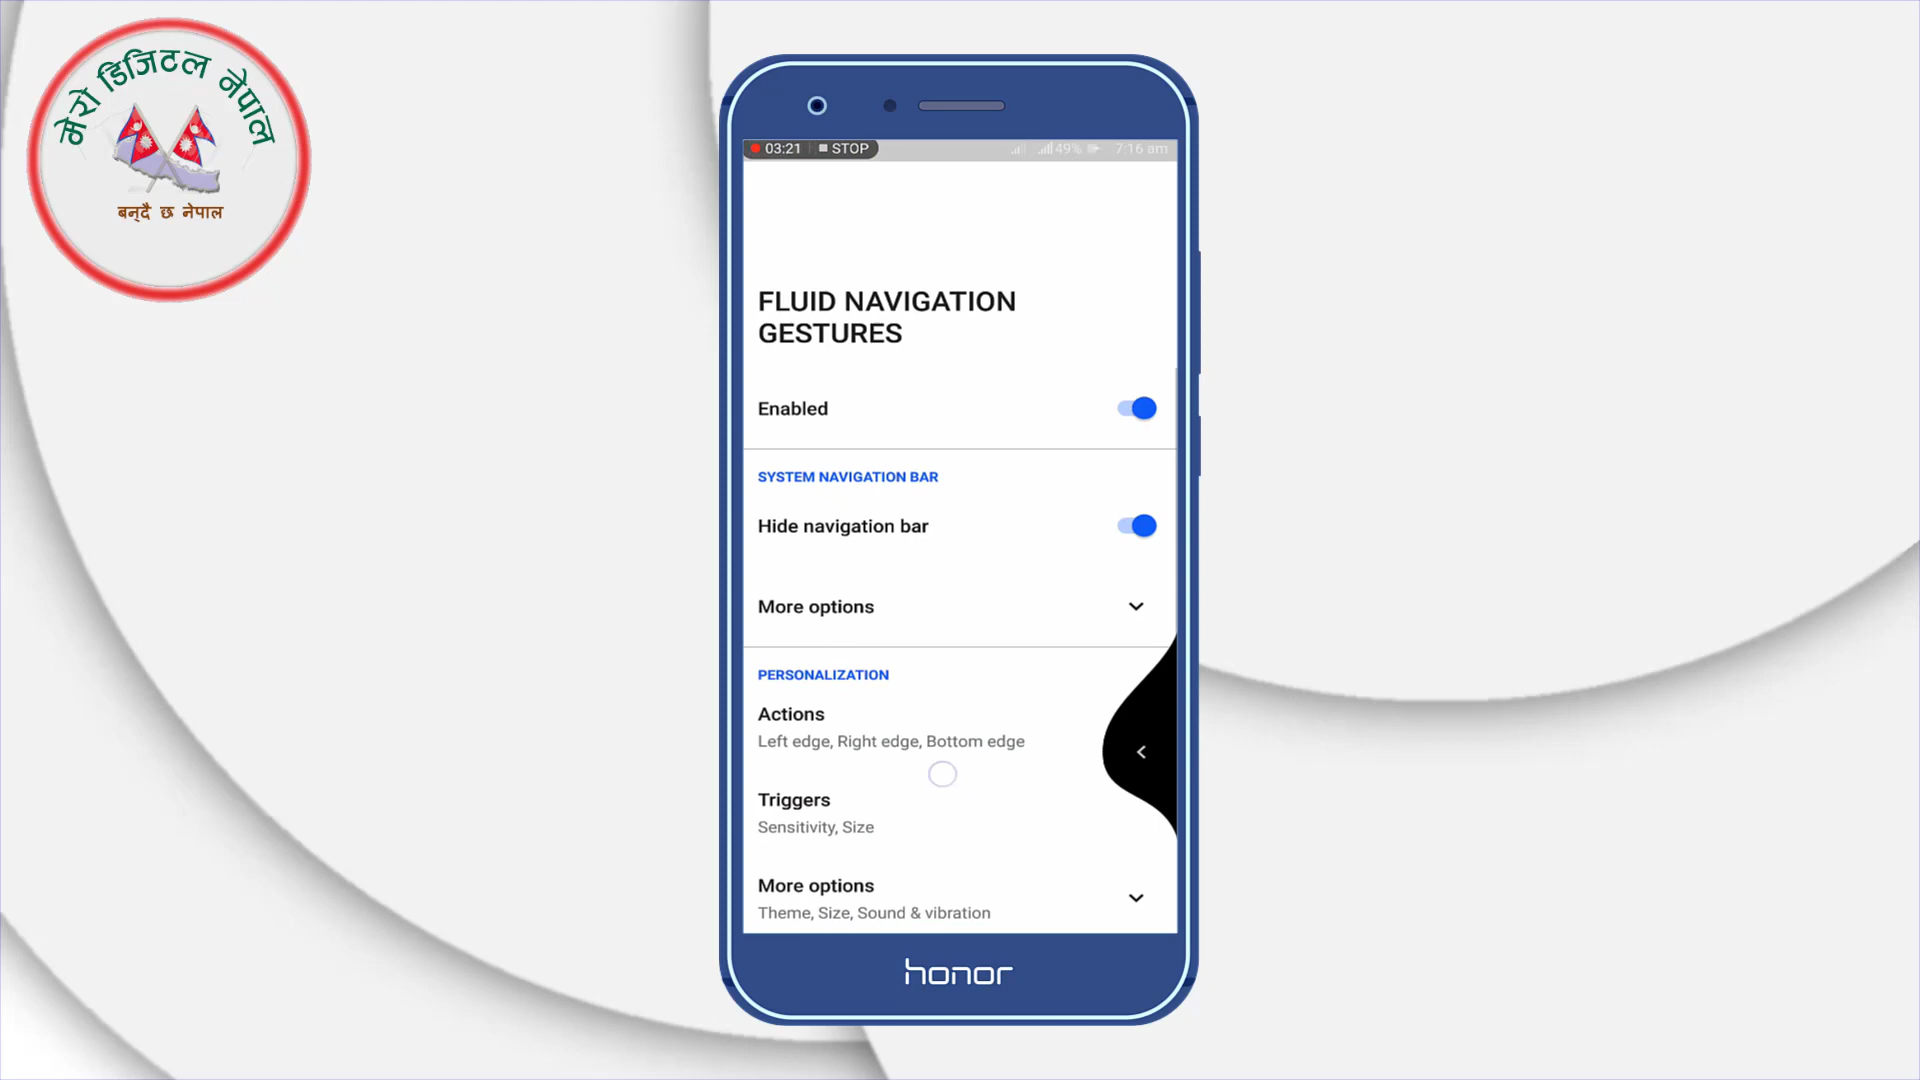 मेरो डिजिटल नेपाल
बन्दै छ नेपाल
03:21 STOP 49% 7:16 am
FLUID NAVIGATION
GESTURES
Enabled
SYSTEM NAVIGATION BAR
Hide navigation bar
More options
PERSONALIZATION
Actions
Left edge, Right edge, Bottom edge
Triggers
Sensitivity, Size
More options
Theme, Size, Sound & vibration
honor